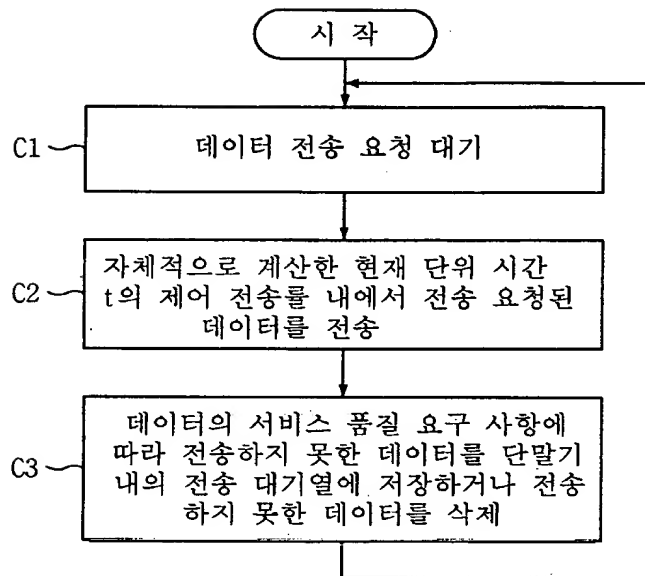 시 작
C1
데이터 전송 요청 대기
C2
자체적으로 계산한 현재 단위 시간
t의 제어 전송률 내에서 전송 요청된
데이터를 전송
C3
데이터의 서비스 품질 요구 사항에
따라 전송하지 못한 데이터를 단말기
내의 전송 대기열에 저장하거나 전송
하지 못한 데이터를 삭제